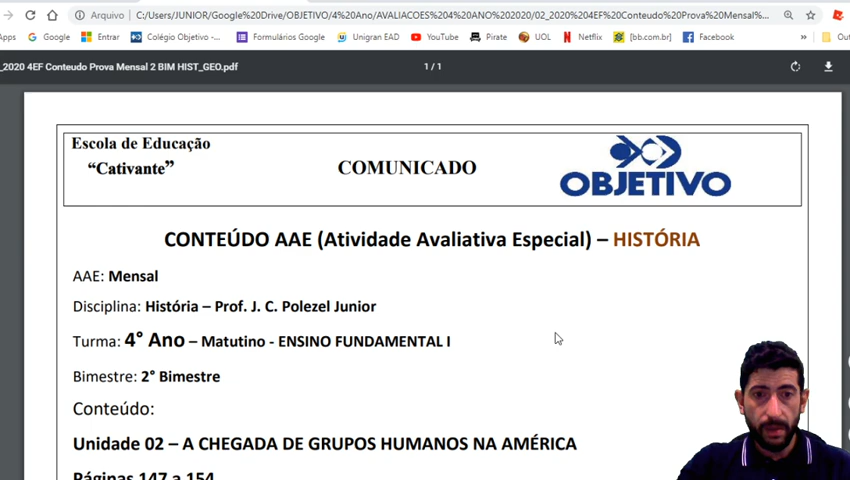 Arquivo | C:/Users/JUNIOR/Google%20Drive/OBJETIVO/4%20Ano/AVALIACOES%204%20ANO%202020/02_2020%204EF%20Conteudo%20Prova%20Mensal%...
Apps Google Entrar Colégio Objetivo -... Formulários Google Unigran EAD YouTube Pirate UOL Netflix [bb.com.br] Facebook » Out
_2020 4EF Conteudo Prova Mensal 2 BIM HIST_GEO.pdf 1 / 1
Escola de Educação
“Cativante”
COMUNICADO
OBJETIVO
CONTEÚDO AAE (Atividade Avaliativa Especial) – HISTÓRIA
AAE: Mensal
Disciplina: História – Prof. J. C. Polezel Junior
Turma: 4° Ano – Matutino - ENSINO FUNDAMENTAL I
Bimestre: 2° Bimestre
Conteúdo:
Unidade 02 – A CHEGADA DE GRUPOS HUMANOS NA AMÉRICA
Páginas 147 a 154